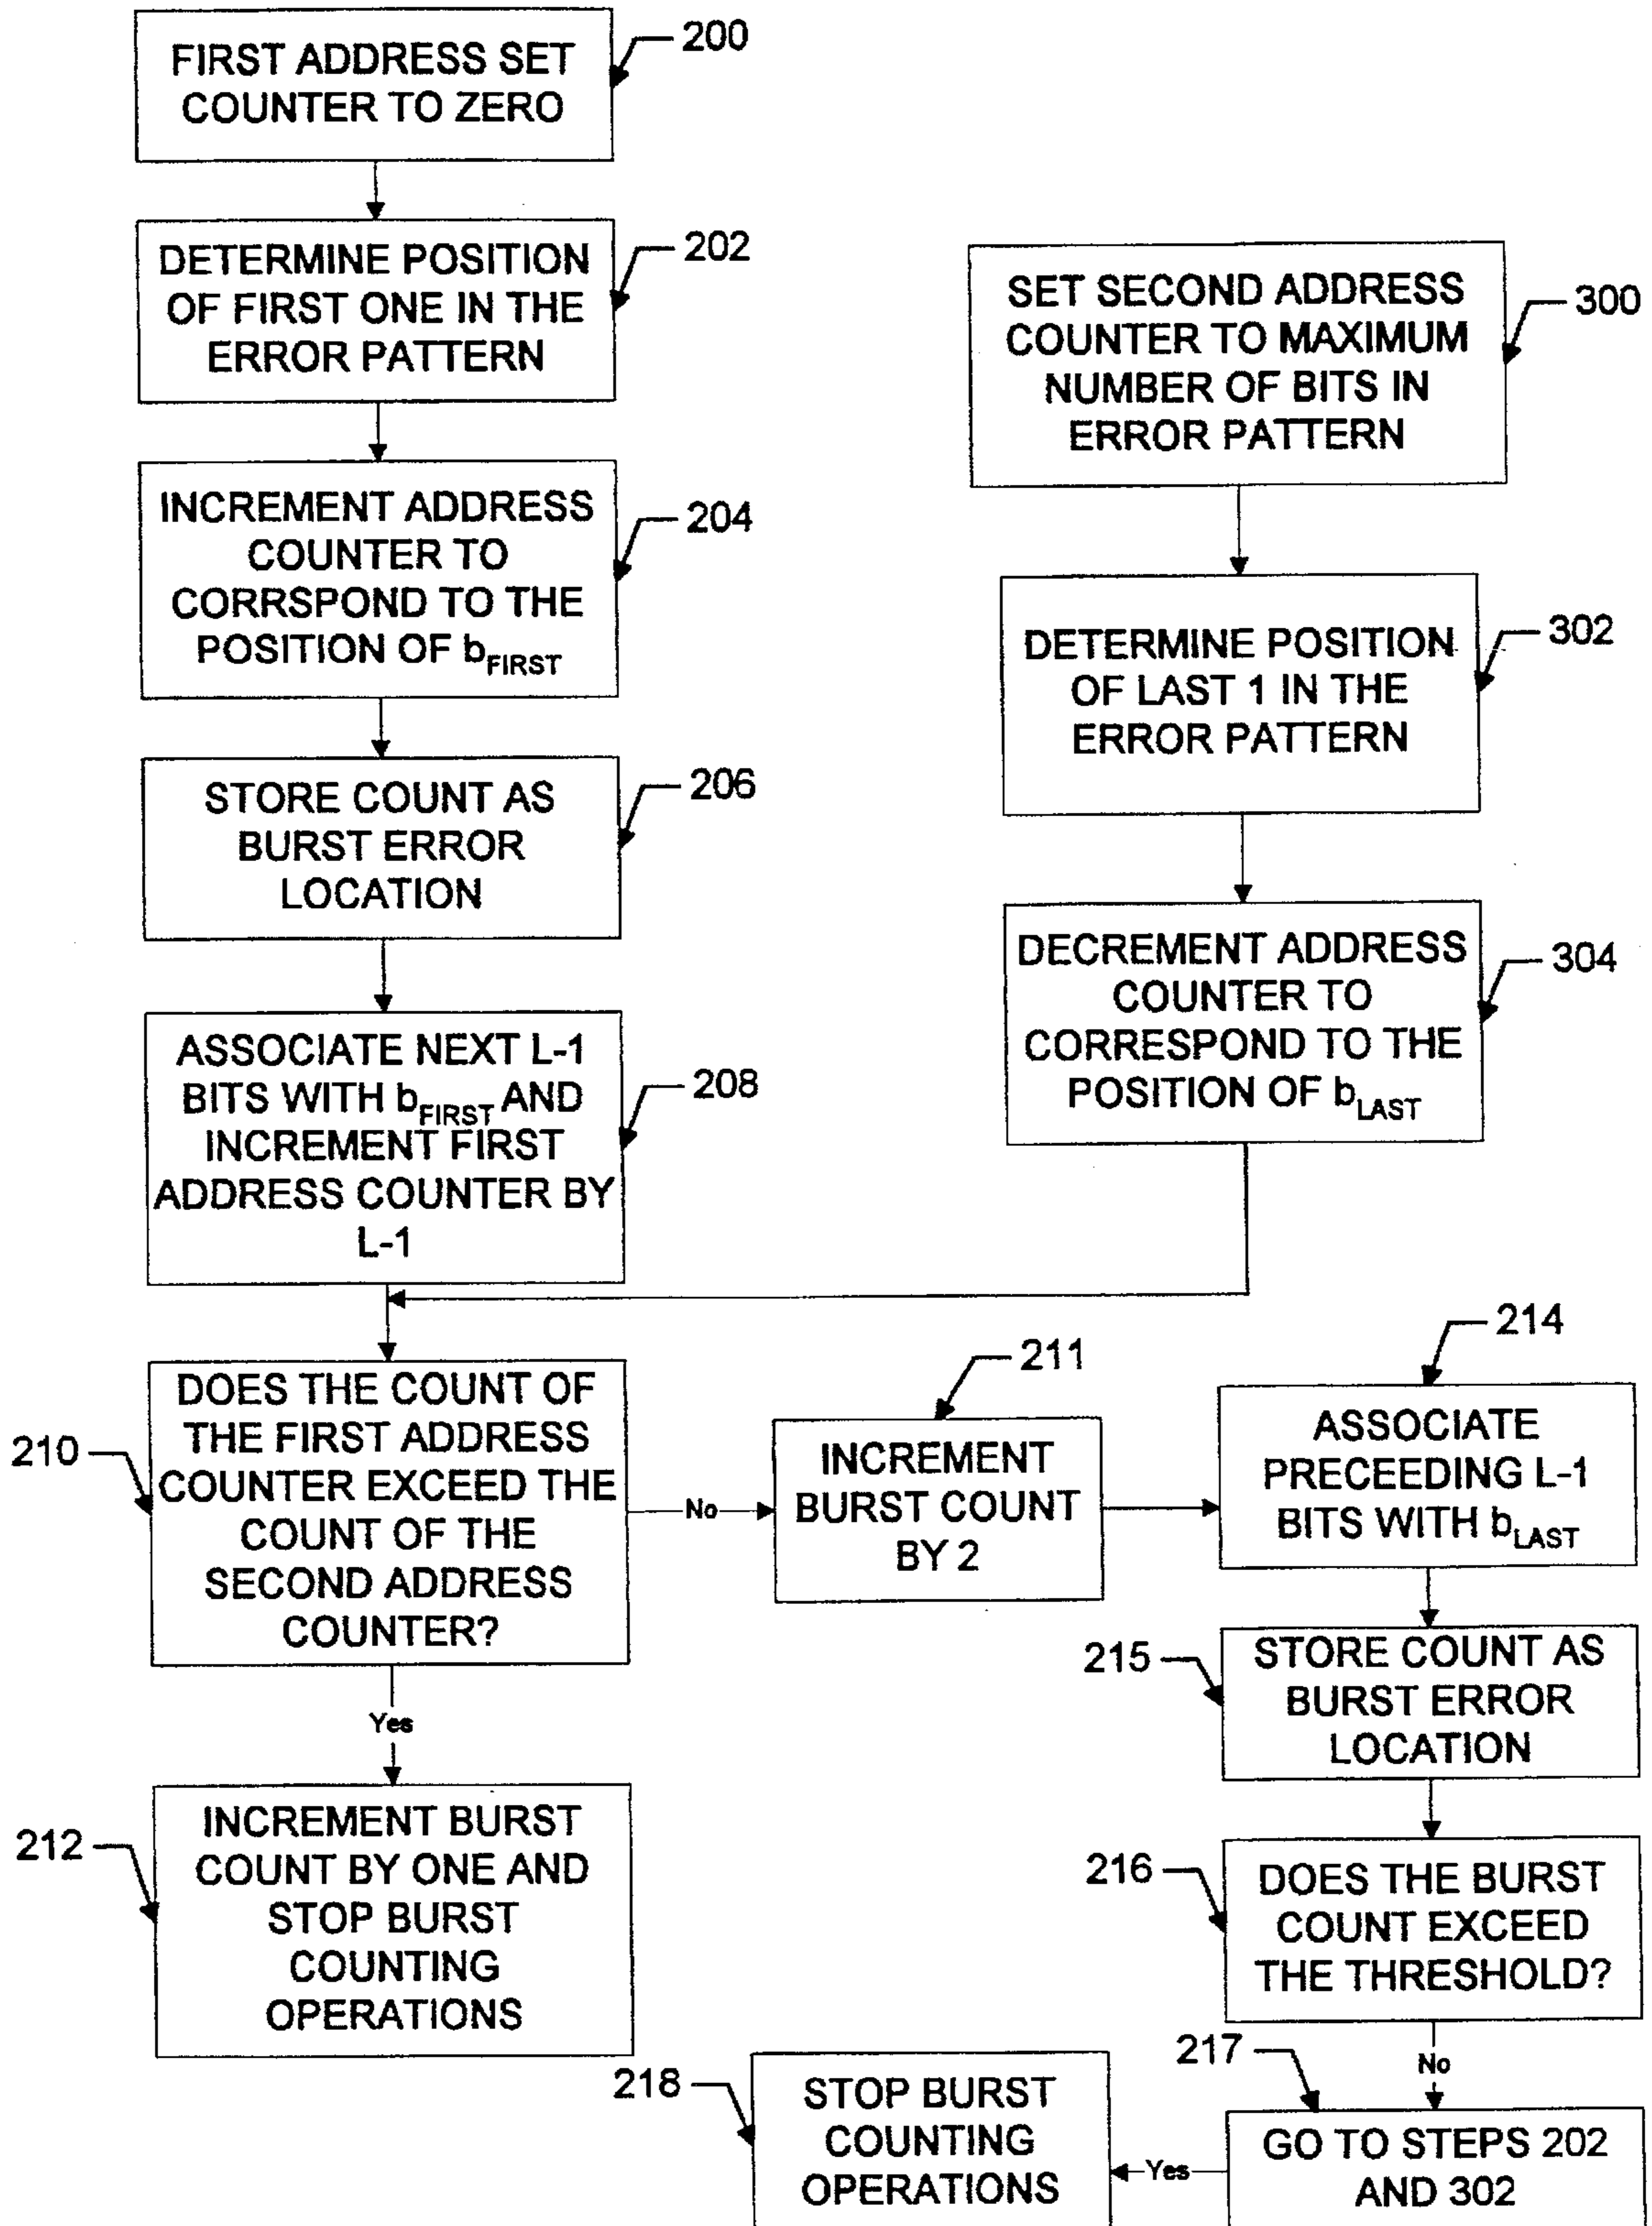 FIRST ADDRESS SET
COUNTER TO ZERO
200
DETERMINE POSITION
OF FIRST ONE IN THE
ERROR PATTERN
202
INCREMENT ADDRESS
COUNTER TO
CORRSPOND TO THE
POSITION OF bFIRST
204
STORE COUNT AS
BURST ERROR
LOCATION
206
ASSOCIATE NEXT L-1
BITS WITH bFIRST AND
INCREMENT FIRST
ADDRESS COUNTER BY
L-1
208
SET SECOND ADDRESS
COUNTER TO MAXIMUM
NUMBER OF BITS IN
ERROR PATTERN
300
DETERMINE POSITION
OF LAST 1 IN THE
ERROR PATTERN
302
DECREMENT ADDRESS
COUNTER TO
CORRESPOND TO THE
POSITION OF bLAST
304
210
DOES THE COUNT OF
THE FIRST ADDRESS
COUNTER EXCEED THE
COUNT OF THE
SECOND ADDRESS
COUNTER?
No
Yes
212
INCREMENT BURST
COUNT BY ONE AND
STOP BURST
COUNTING
OPERATIONS
211
INCREMENT
BURST COUNT
BY 2
214
ASSOCIATE
PRECEEDING L-1
BITS WITH bLAST
215
STORE COUNT AS
BURST ERROR
LOCATION
216
DOES THE BURST
COUNT EXCEED
THE THRESHOLD?
No
217
GO TO STEPS 202
AND 302
Yes
218
STOP BURST
COUNTING
OPERATIONS